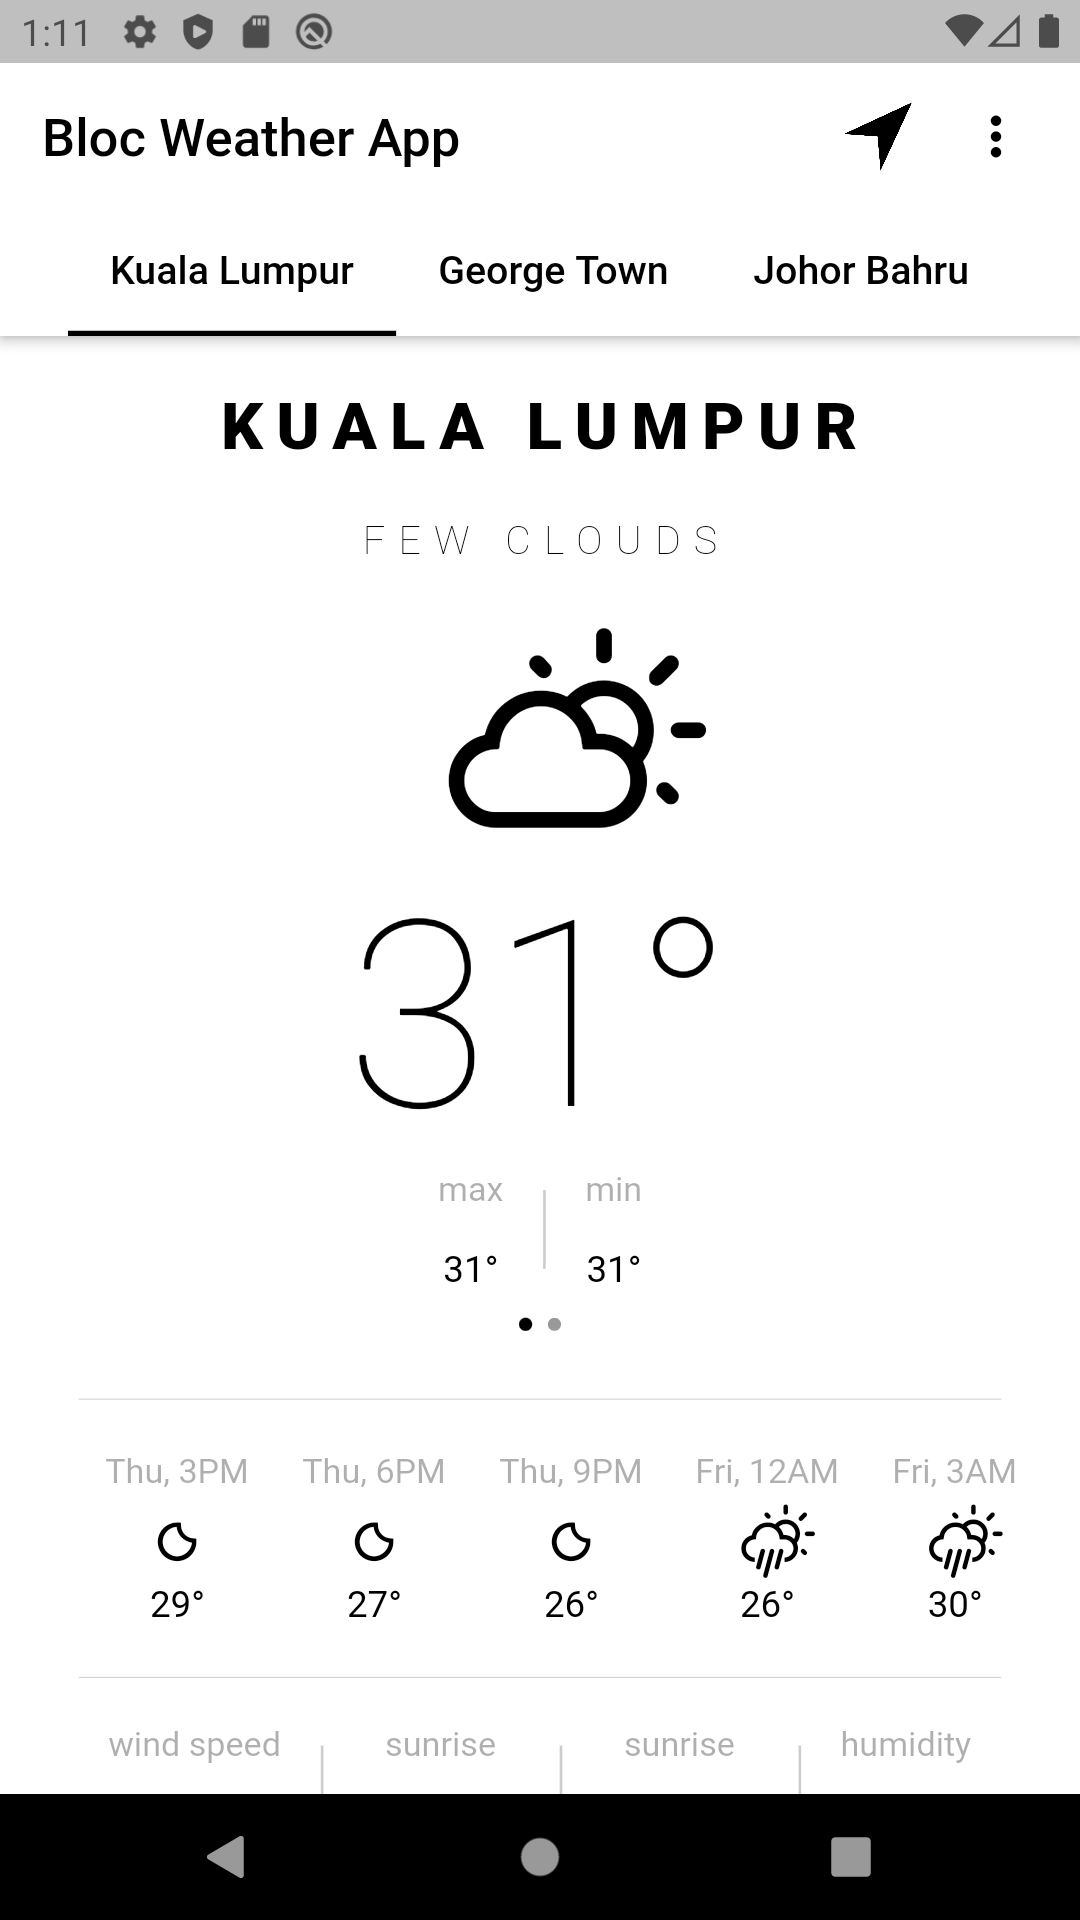 1:11
Bloc Weather App
Kuala Lumpur George Town Johor Bahru
KUALA LUMPUR
FEW CLOUDS
31°
max min
31° 31°
Thu, 3PM Thu, 6PM Thu, 9PM Fri, 12AM Fri, 3AM
29° 27° 26° 26° 30°
wind speed sunrise sunrise humidity